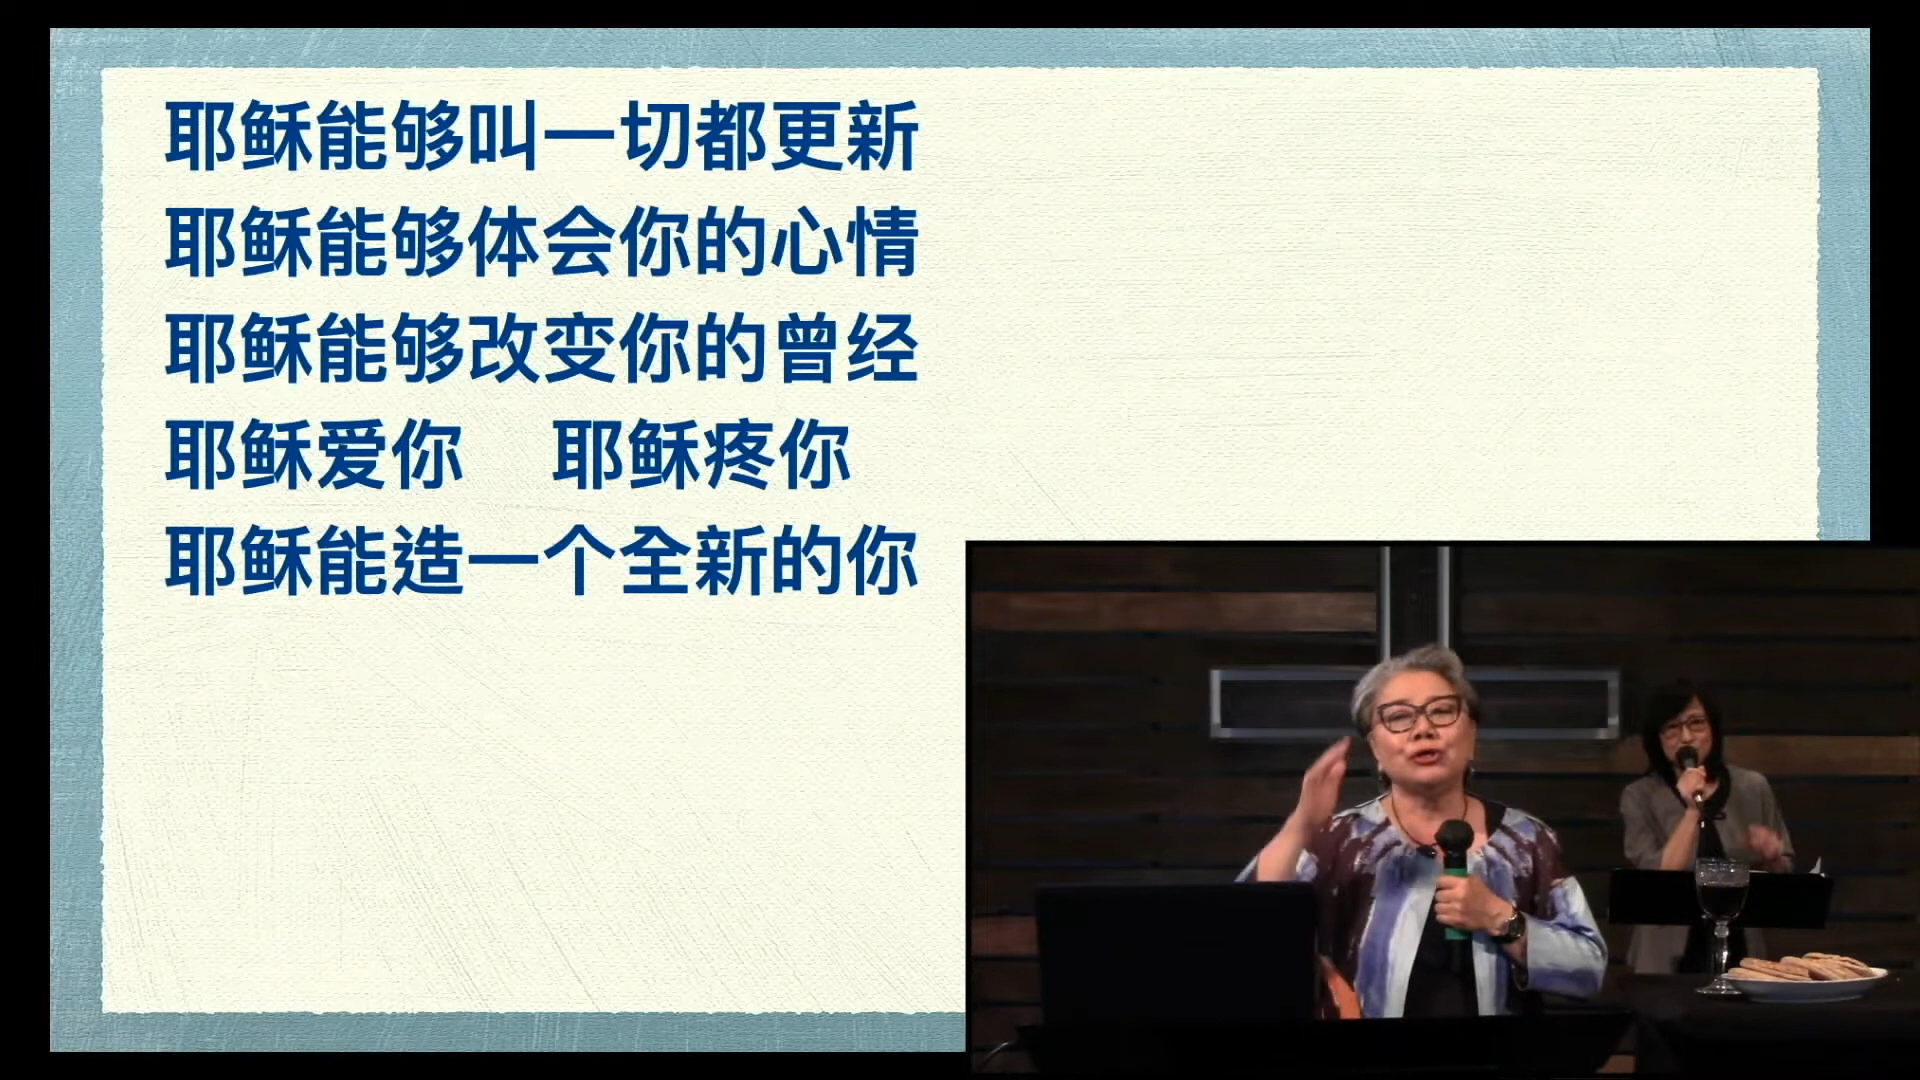 耶稣能够叫一切都更新
耶稣能够体会你的心情
耶稣能够改变你的曾经
耶稣爱你 耶稣疼你
耶稣能造一个全新的你